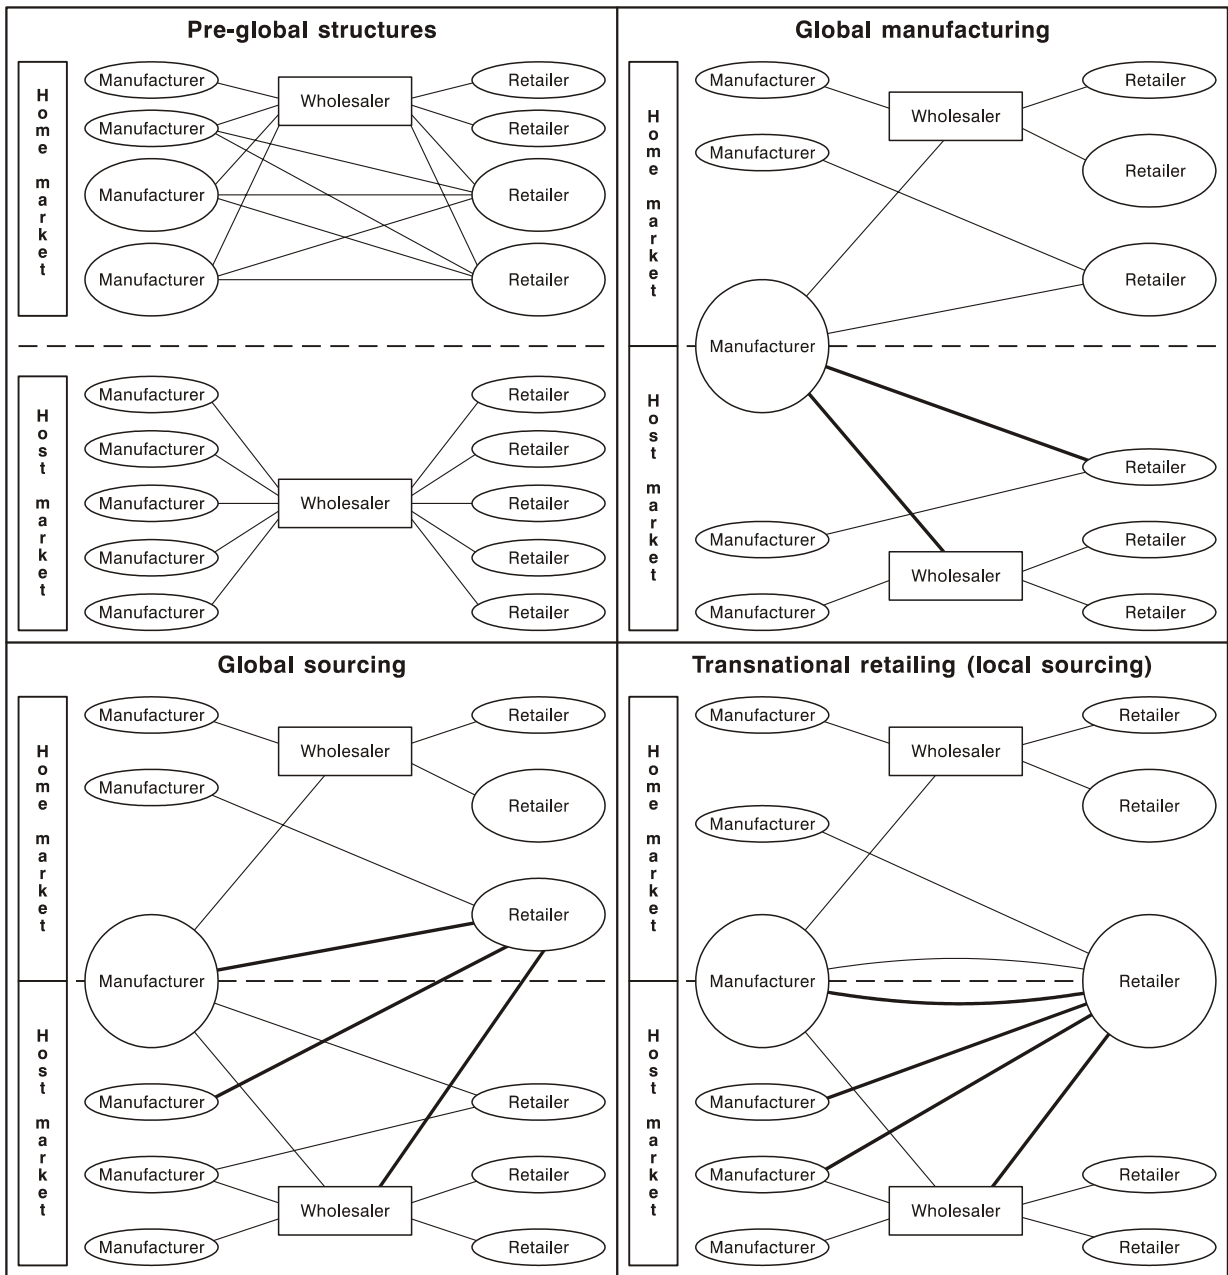 Pre-global structures
Home market
Manufacturer
Manufacturer
Manufacturer
Manufacturer
Wholesaler
Retailer
Retailer
Retailer
Retailer
Host market
Manufacturer
Manufacturer
Manufacturer
Manufacturer
Manufacturer
Wholesaler
Retailer
Retailer
Retailer
Retailer
Retailer
Global manufacturing
Home market
Manufacturer
Manufacturer
Manufacturer
Wholesaler
Retailer
Retailer
Retailer
Host market
Manufacturer
Manufacturer
Wholesaler
Retailer
Retailer
Retailer
Global sourcing
Home market
Manufacturer
Manufacturer
Manufacturer
Wholesaler
Retailer
Retailer
Retailer
Host market
Manufacturer
Manufacturer
Manufacturer
Wholesaler
Retailer
Retailer
Retailer
Transnational retailing (local sourcing)
Home market
Manufacturer
Manufacturer
Manufacturer
Wholesaler
Retailer
Retailer
Retailer
Host market
Manufacturer
Manufacturer
Manufacturer
Wholesaler
Retailer
Retailer